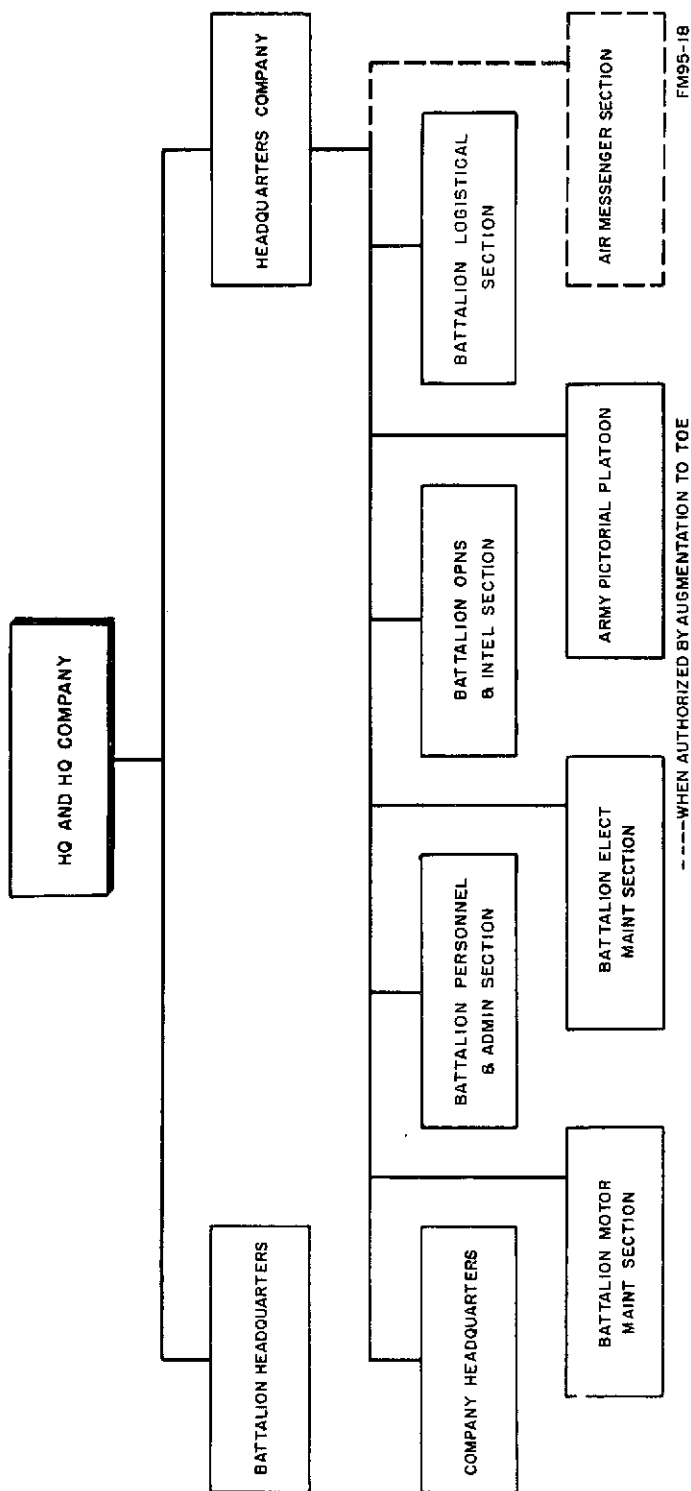 HQ AND HQ COMPANY
BATTALION HEADQUARTERS
HEADQUARTERS COMPANY
COMPANY HEADQUARTERS
BATTALION PERSONNEL
& ADMIN SECTION
BATTALION OPNS
& INTEL SECTION
BATTALION LOGISTICAL
SECTION
BATTALION MOTOR
MAINT SECTION
BATTALION ELECT
MAINT SECTION
ARMY PICTORIAL PLATOON
AIR MESSENGER SECTION
----WHEN AUTHORIZED BY AUGMENTATION TO TOE
FM95-18